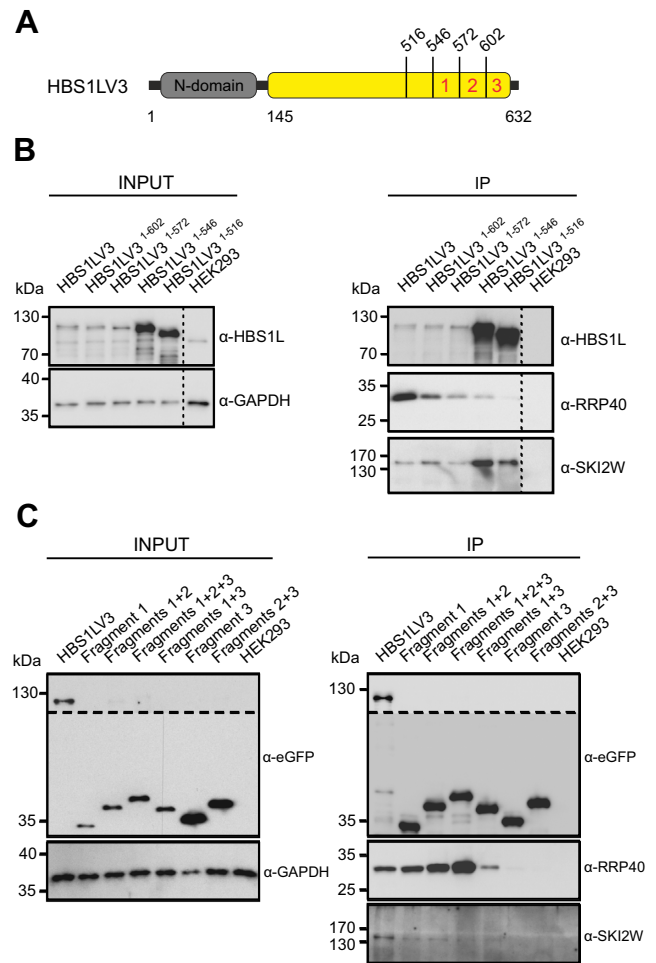 A
516 546 572 602
HBS1LV3 N-domain 1 2 3
1 145 632
B
INPUT
HBS1LV3
HBS1LV3 1-602
HBS1LV3 1-572
HBS1LV3 1-546
HBS1LV3 1-516
HEK293
kDa
130
70
α-HBS1L
40
35
α-GAPDH
IP
HBS1LV3
HBS1LV3 1-602
HBS1LV3 1-572
HBS1LV3 1-546
HBS1LV3 1-516
HEK293
kDa
130
70
α-HBS1L
35
25
α-RRP40
170
130
α-SKI2W
C
INPUT
HBS1LV3
Fragment 1
Fragments 1+2
Fragments 1+2+3
Fragments 1+3
Fragment 3
Fragments 2+3
HEK293
kDa
130
35
α-eGFP
40
35
α-GAPDH
IP
HBS1LV3
Fragment 1
Fragments 1+2
Fragments 1+2+3
Fragments 1+3
Fragment 3
Fragments 2+3
HEK293
kDa
130
35
α-eGFP
35
25
α-RRP40
170
130
α-SKI2W